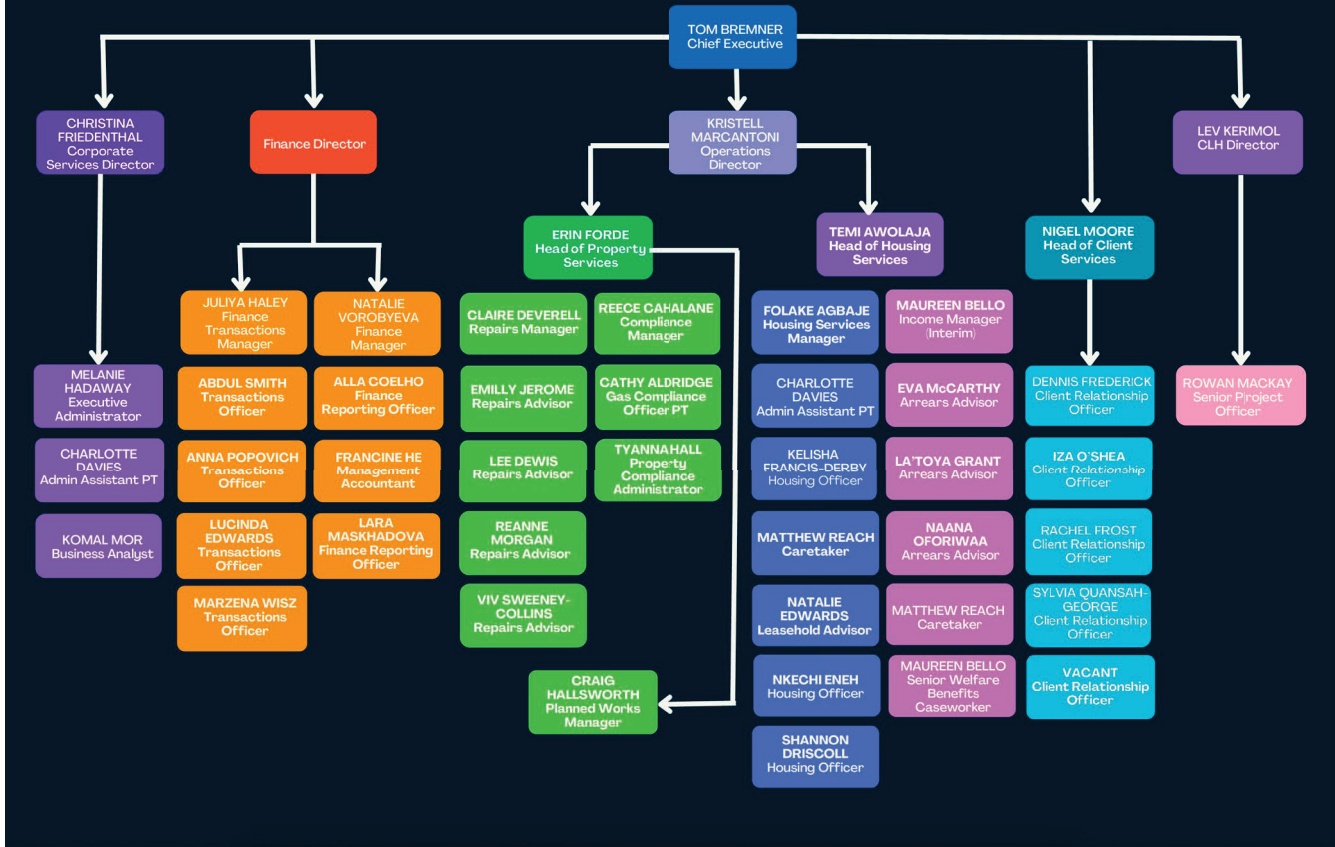 TOM BREMNER
Chief Executive
CHRISTINA
FRIEDENTHAL
Corporate
Services Director
Finance Director
KRISTELL
MARCANTONI
Operations
Director
LEV KERIMOL
CLH Director
ERIN FORDE
Head of Property
Services
TEMI AWOLAJA
Head of Housing
Services
NIGEL MOORE
Head of Client
Services
MELANIE
HADAWAY
Executive
Administrator
CHARLOTTE
DAVIES
Admin Assistant PT
KOMAL MOR
Business Analyst
JULIYA HALEY
Finance
Transactions
Manager
ABDUL SMITH
Transactions
Officer
ANNA POPOVICH
Transactions
Officer
LUCINDA
EDWARDS
Transactions
Officer
MARZENA WISZ
Transactions
Officer
NATALIE
VOROBYEVA
Finance
Manager
ALLA COELHO
Finance
Reporting Officer
FRANCINE HE
Management
Accountant
LARA
MASKHADOVA
Finance Reporting
Officer
CLAIRE DEVERELL
Repairs Manager
EMILLY JEROME
Repairs Advisor
LEE DEWIS
Repairs Advisor
REANNE
MORGAN
Repairs Advisor
VIV SWEENEY-
COLLINS
Repairs Advisor
REECE CAHALANE
Compliance
Manager
CATHY ALDRIDGE
Gas Compliance
Officer PT
TYANNAHALL
Property
Compliance
Administrator
CRAIG
HALLSWORTH
Planned Works
Manager
FOLAKE AGBAJE
Housing Services
Manager
CHARLOTTE
DAVIES
Admin Assistant PT
KELISHA
FRANCIS-DERBY
Housing Officer
MATTHEW REACH
Caretaker
NATALIE
EDWARDS
Leasehold Advisor
NKECHI ENEH
Housing Officer
SHANNON
DRISCOLL
Housing Officer
MAUREEN BELLO
Income Manager
(Interim)
EVA McCARTHY
Arrears Advisor
LA'TOYA GRANT
Arrears Advisor
NAANA
OFORIWAA
Arrears Advisor
MATTHEW REACH
Caretaker
MAUREEN BELLO
Senior Welfare
Benefits
Caseworker
DENNIS FREDERICK
Client Relationship
Officer
IZA O'SHEA
Client Relationship
Officer
RACHEL FROST
Client Relationship
Officer
SYLVIA QUANSAH-
GEORGE
Client Relationship
Officer
VACANT
Client Relationship
Officer
ROWAN MACKAY
Senior Project
Officer